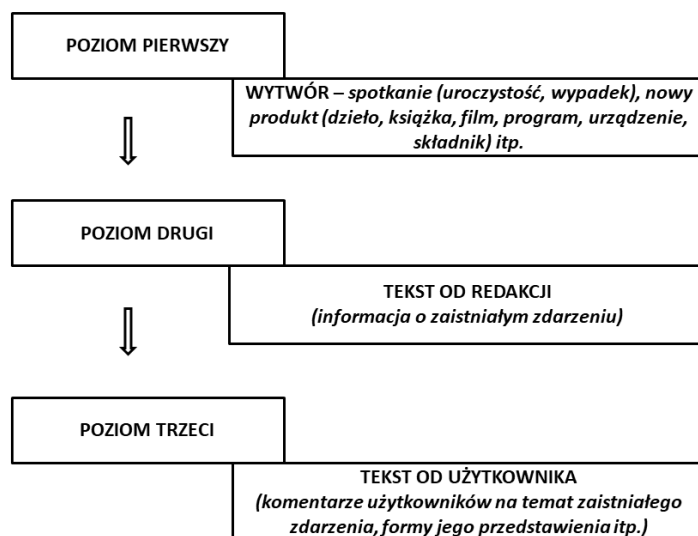 POZIOM PIERWSZY
WYTWÓR – spotkanie (uroczystość, wypadek), nowy
produkt (dzieło, książka, film, program, urządzenie,
składnik) itp.
POZIOM DRUGI
TEKST OD REDAKCJI
(informacja o zaistniałym zdarzeniu)
POZIOM TRZECI
TEKST OD UŻYTKOWNIKA
(komentarze użytkowników na temat zaistniałego
zdarzenia, formy jego przedstawienia itp.)